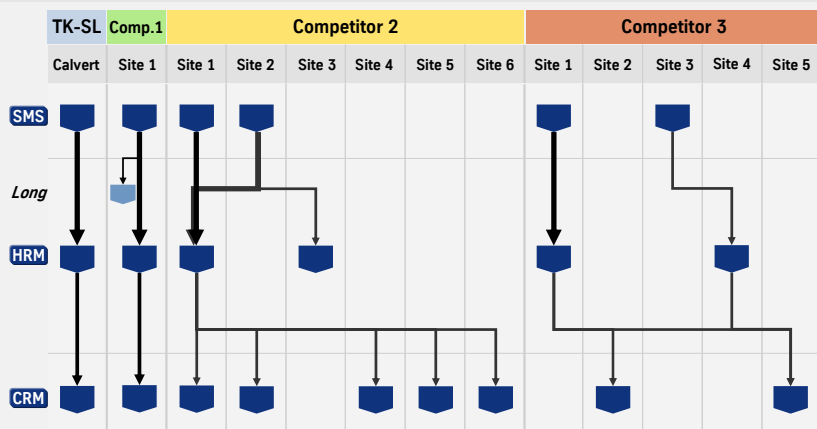 TK-SL Comp.1 Competitor 2 Competitor 3
Calvert Site 1 Site 1 Site 2 Site 3 Site 4 Site 5 Site 6 Site 1 Site 2 Site 3 Site 4 Site 5
SMS
Long
HRM
CRM